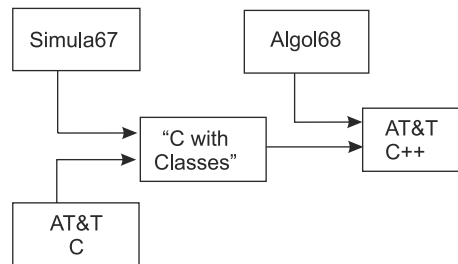 Simula67
Algol68
“C with
Classes”
AT&T
C++
AT&T
C